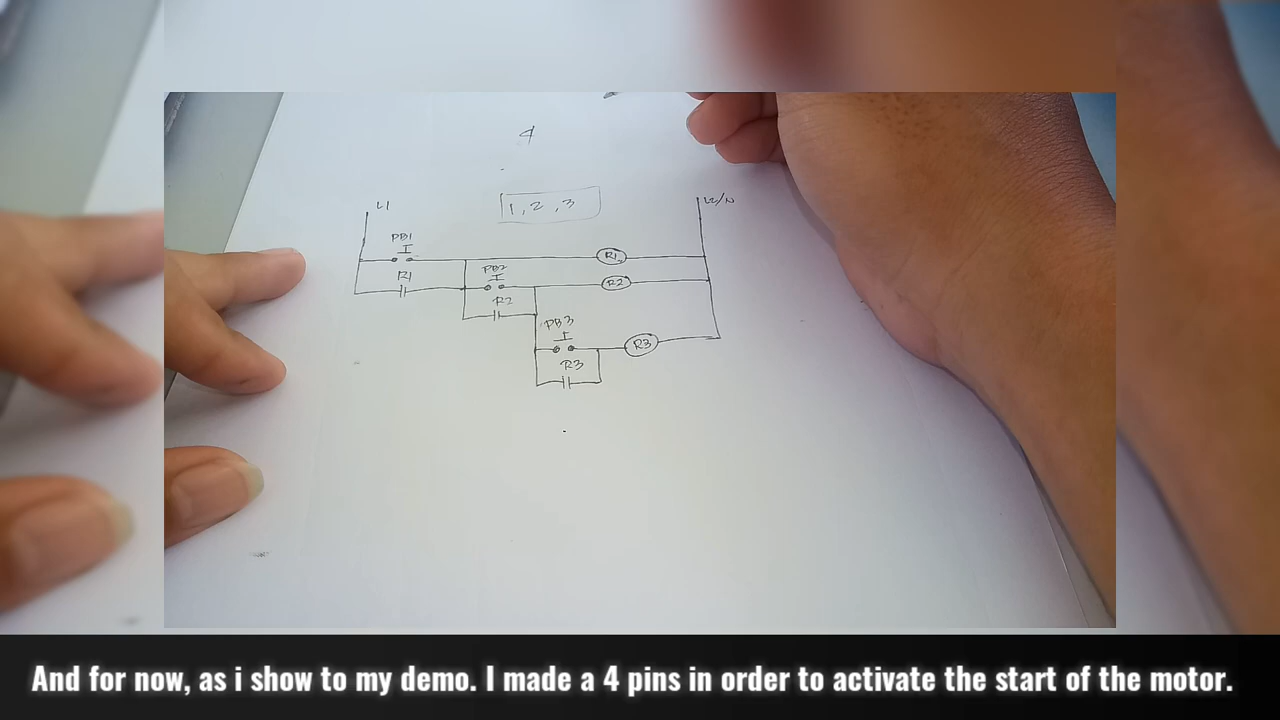 4
1, 2, 3
L1
L2/N
PB1
R1
R1
PB2
R2
R2
PB3
R3
R3
And for now, as i show to my demo. I made a 4 pins in order to activate the start of the motor.